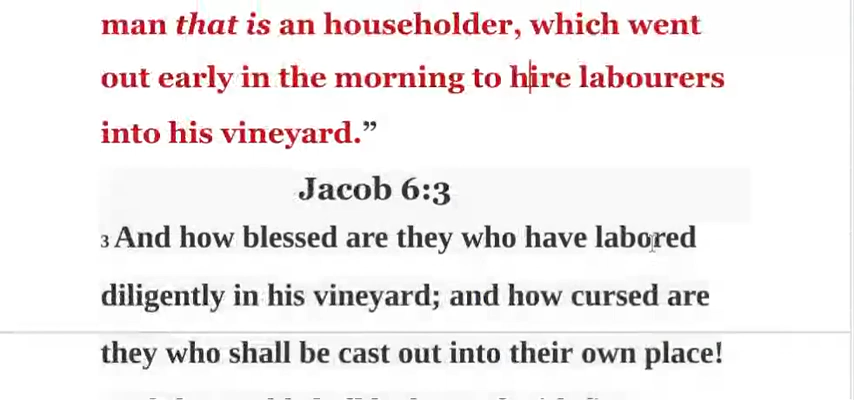 man that is an householder, which went
out early in the morning to hire labourers
into his vineyard.”
Jacob 6:3
3 And how blessed are they who have labored
diligently in his vineyard; and how cursed are
they who shall be cast out into their own place!